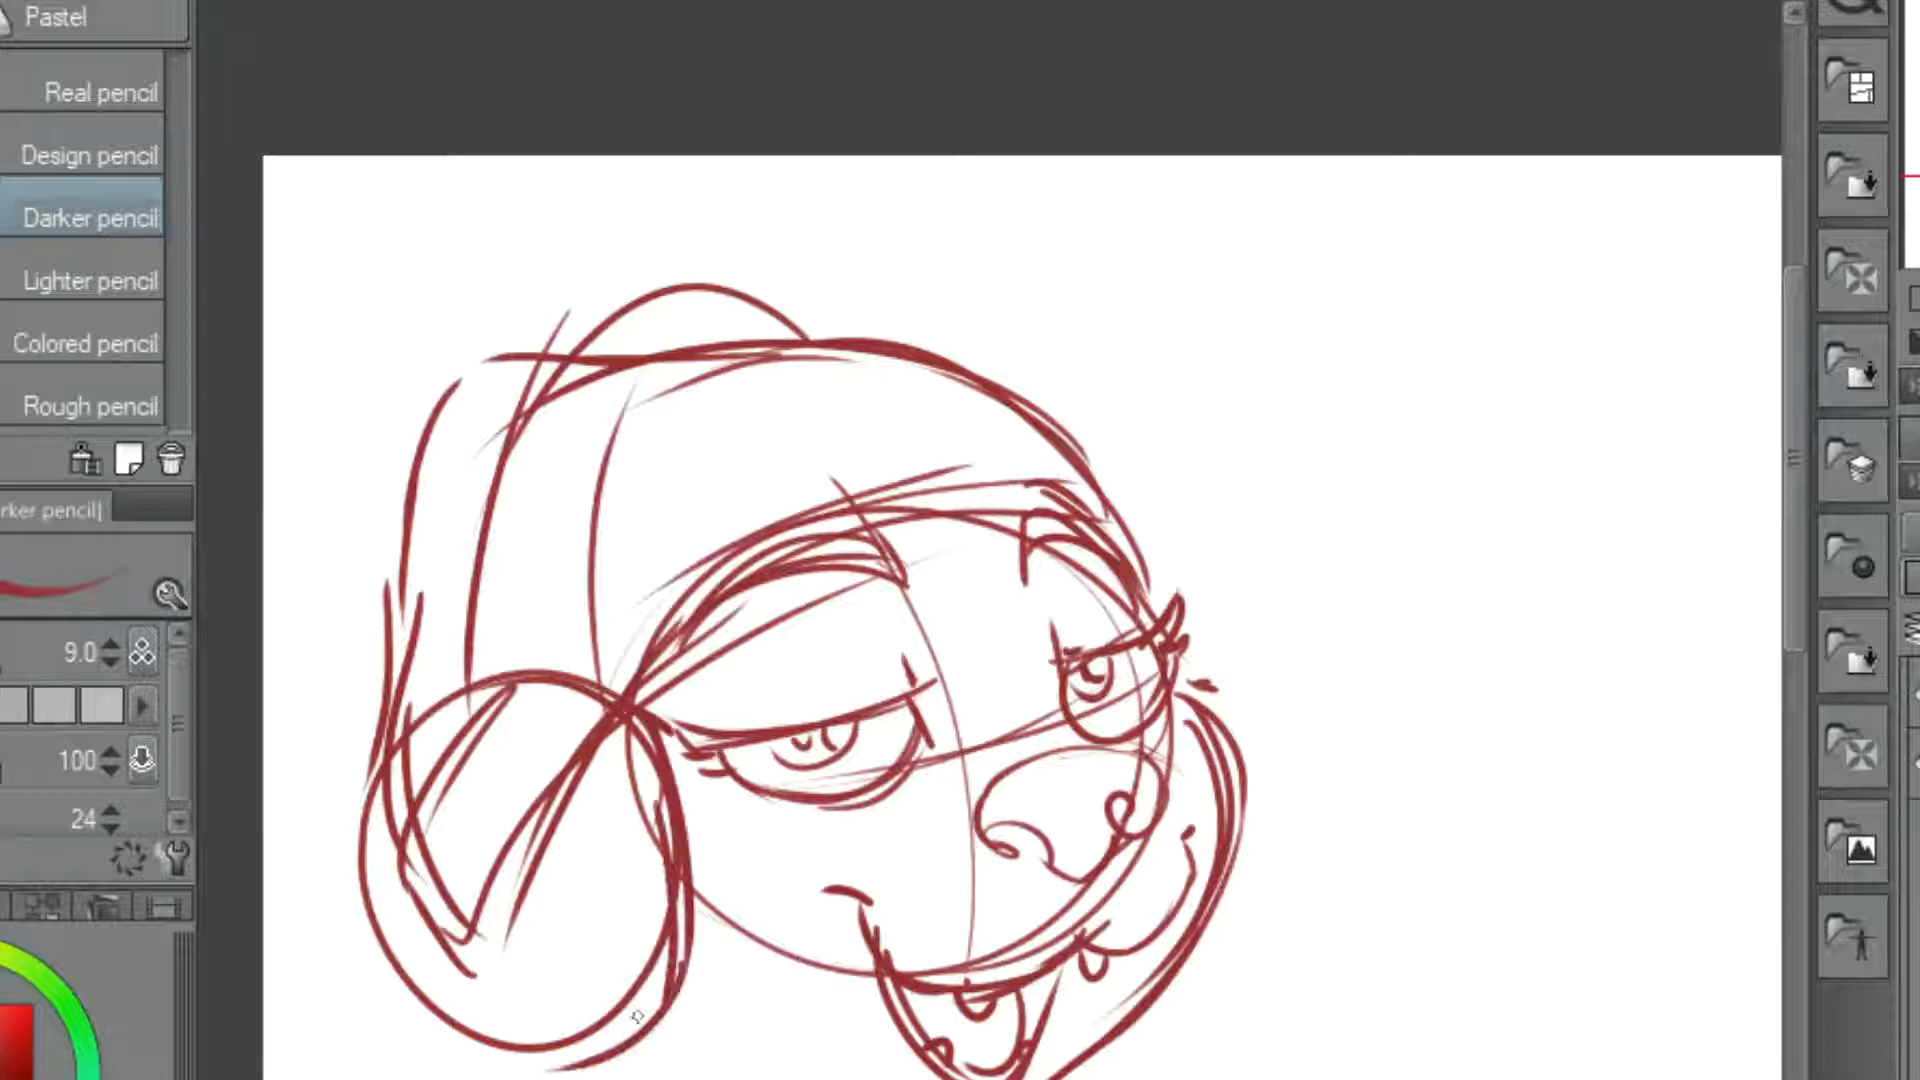 Pastel
Real pencil
Design pencil
Darker pencil
Lighter pencil
Colored pencil
Rough pencil
rker pencil]
9.0
100
24